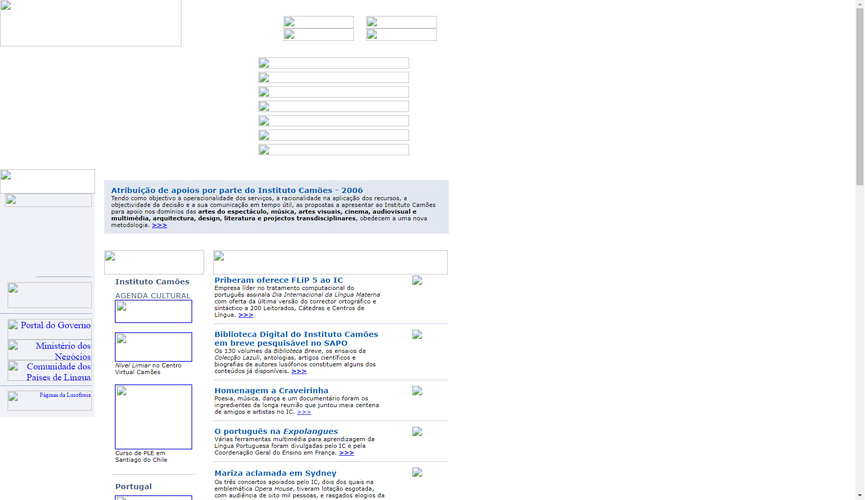 Atribuição de apoios por parte do Instituto Camões - 2006
Tendo como objectivo a operacionalidade dos serviços, a racionalidade na aplicação dos recursos, a
objectividade da decisão e a sua comunicação em tempo útil, as propostas a apresentar ao Instituto Camões
para apoio nos domínios das artes do espectáculo, música, artes visuais, cinema, audiovisual e
multimédia, arquitectura, design, literatura e projectos transdisciplinares, obedecem a uma nova
metodologia. >>>
Portal do Governo
Ministério dos
Negócios
Comunidade dos
Países de Língua
Páginas da Lusofonia
Instituto Camões
AGENDA CULTURAL
Nível Limiar no Centro
Virtual Camões
Curso de PLE em
Santiago do Chile
Portugal
Priberam oferece FLiP 5 ao IC
Empresa líder no tratamento computacional do
português assinala Dia Internacional da Língua Materna
com oferta da última versão do corrector ortográfico e
sintáctico a 200 Leitorados, Cátedras e Centros de
Língua. >>>
Biblioteca Digital do Instituto Camões
em breve pesquisável no SAPO
Os 130 volumes da Biblioteca Breve, os ensaios da
Colecção Lazuli, antologias, artigos científicos e
biografias de autores lusófonos constituem alguns dos
conteúdos já disponíveis. >>>
Homenagem a Craveirinha
Poesia, música, dança e um documentário foram os
ingredientes da longa reunião que juntou meia centena
de amigos e artistas no IC. >>>
O português na Expolangues
Várias ferramentas multimédia para aprendizagem da
Língua Portuguesa foram divulgadas pelo IC e pela
Coordenação Geral do Ensino em França. >>>
Mariza aclamada em Sydney
Os três concertos apoiados pelo IC, dois dos quais na
emblemática Opera House, tiveram lotação esgotada,
com audiência de oito mil pessoas, e rasgados elogios da